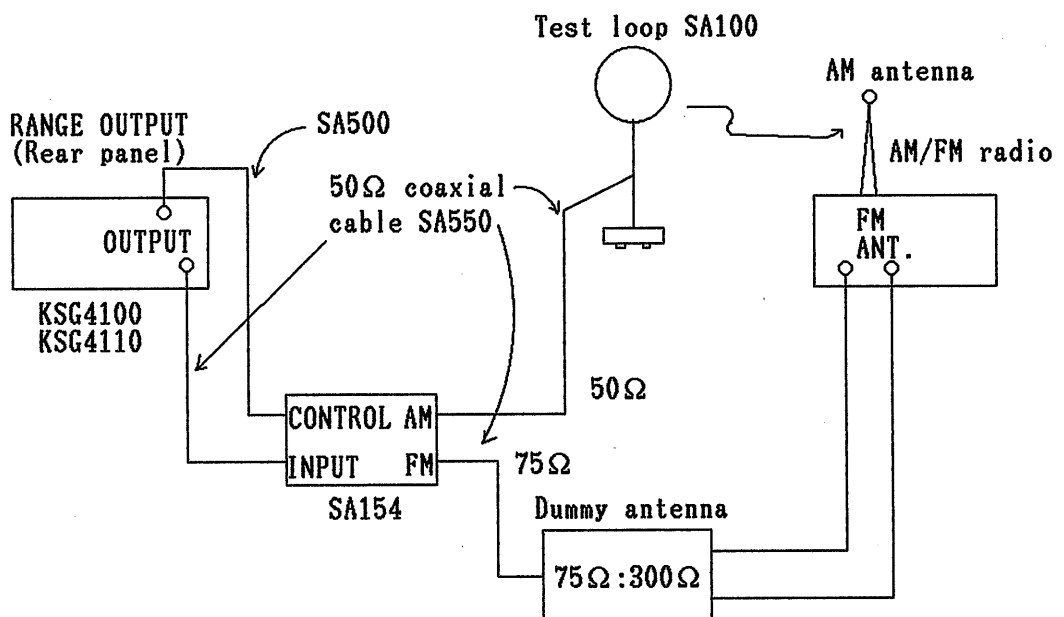 Test loop SA100
AM antenna
RANGE OUTPUT
(Rear panel)
SA500
AM/FM radio
50Ω coaxial
cable SA550
OUTPUT
FM
ANT.
KSG4100
KSG4110
50Ω
CONTROL AM
INPUT FM
75Ω
SA154
Dummy antenna
75Ω:300Ω